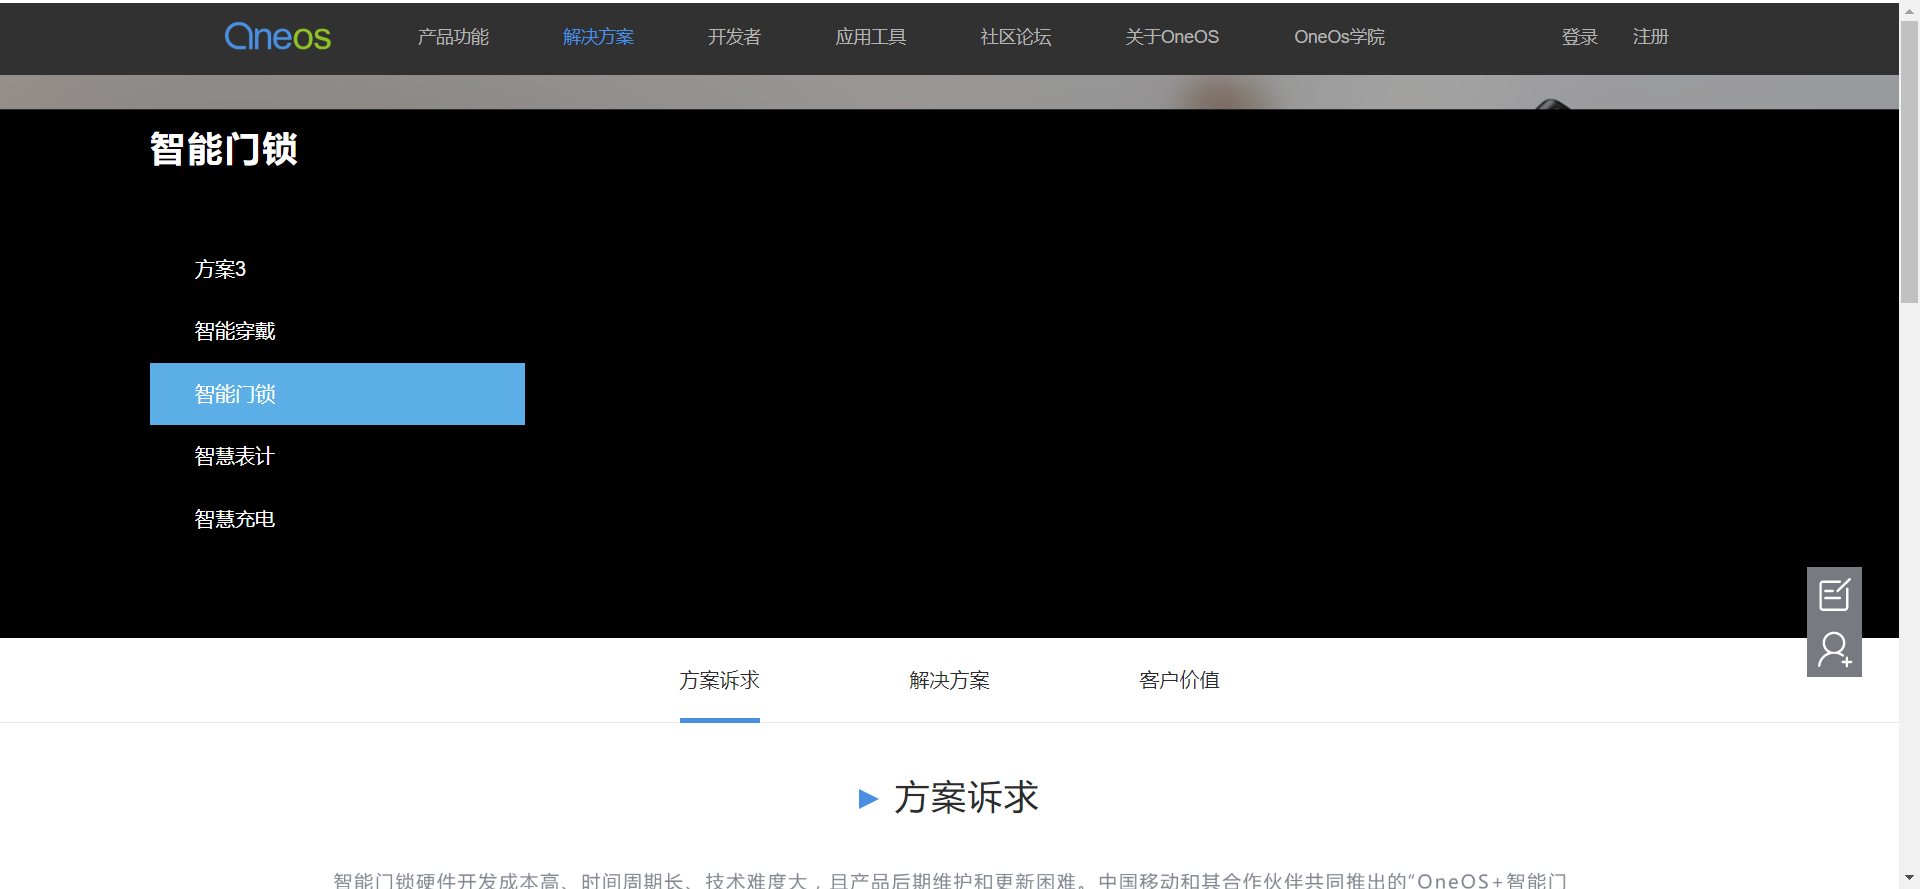 Oneos 产品功能 解决方案 开发者 应用工具 社区论坛 关于OneOS OneOs学院 登录 注册
智能门锁
方案3
智能穿戴
智能门锁
智慧表计
智慧充电
方案诉求 解决方案 客户价值
方案诉求
智能门锁硬件开发成本高、时间周期长、技术难度大，且产品后期维护和更新困难。中国移动和其合作伙伴共同推出的“OneOS+智能门